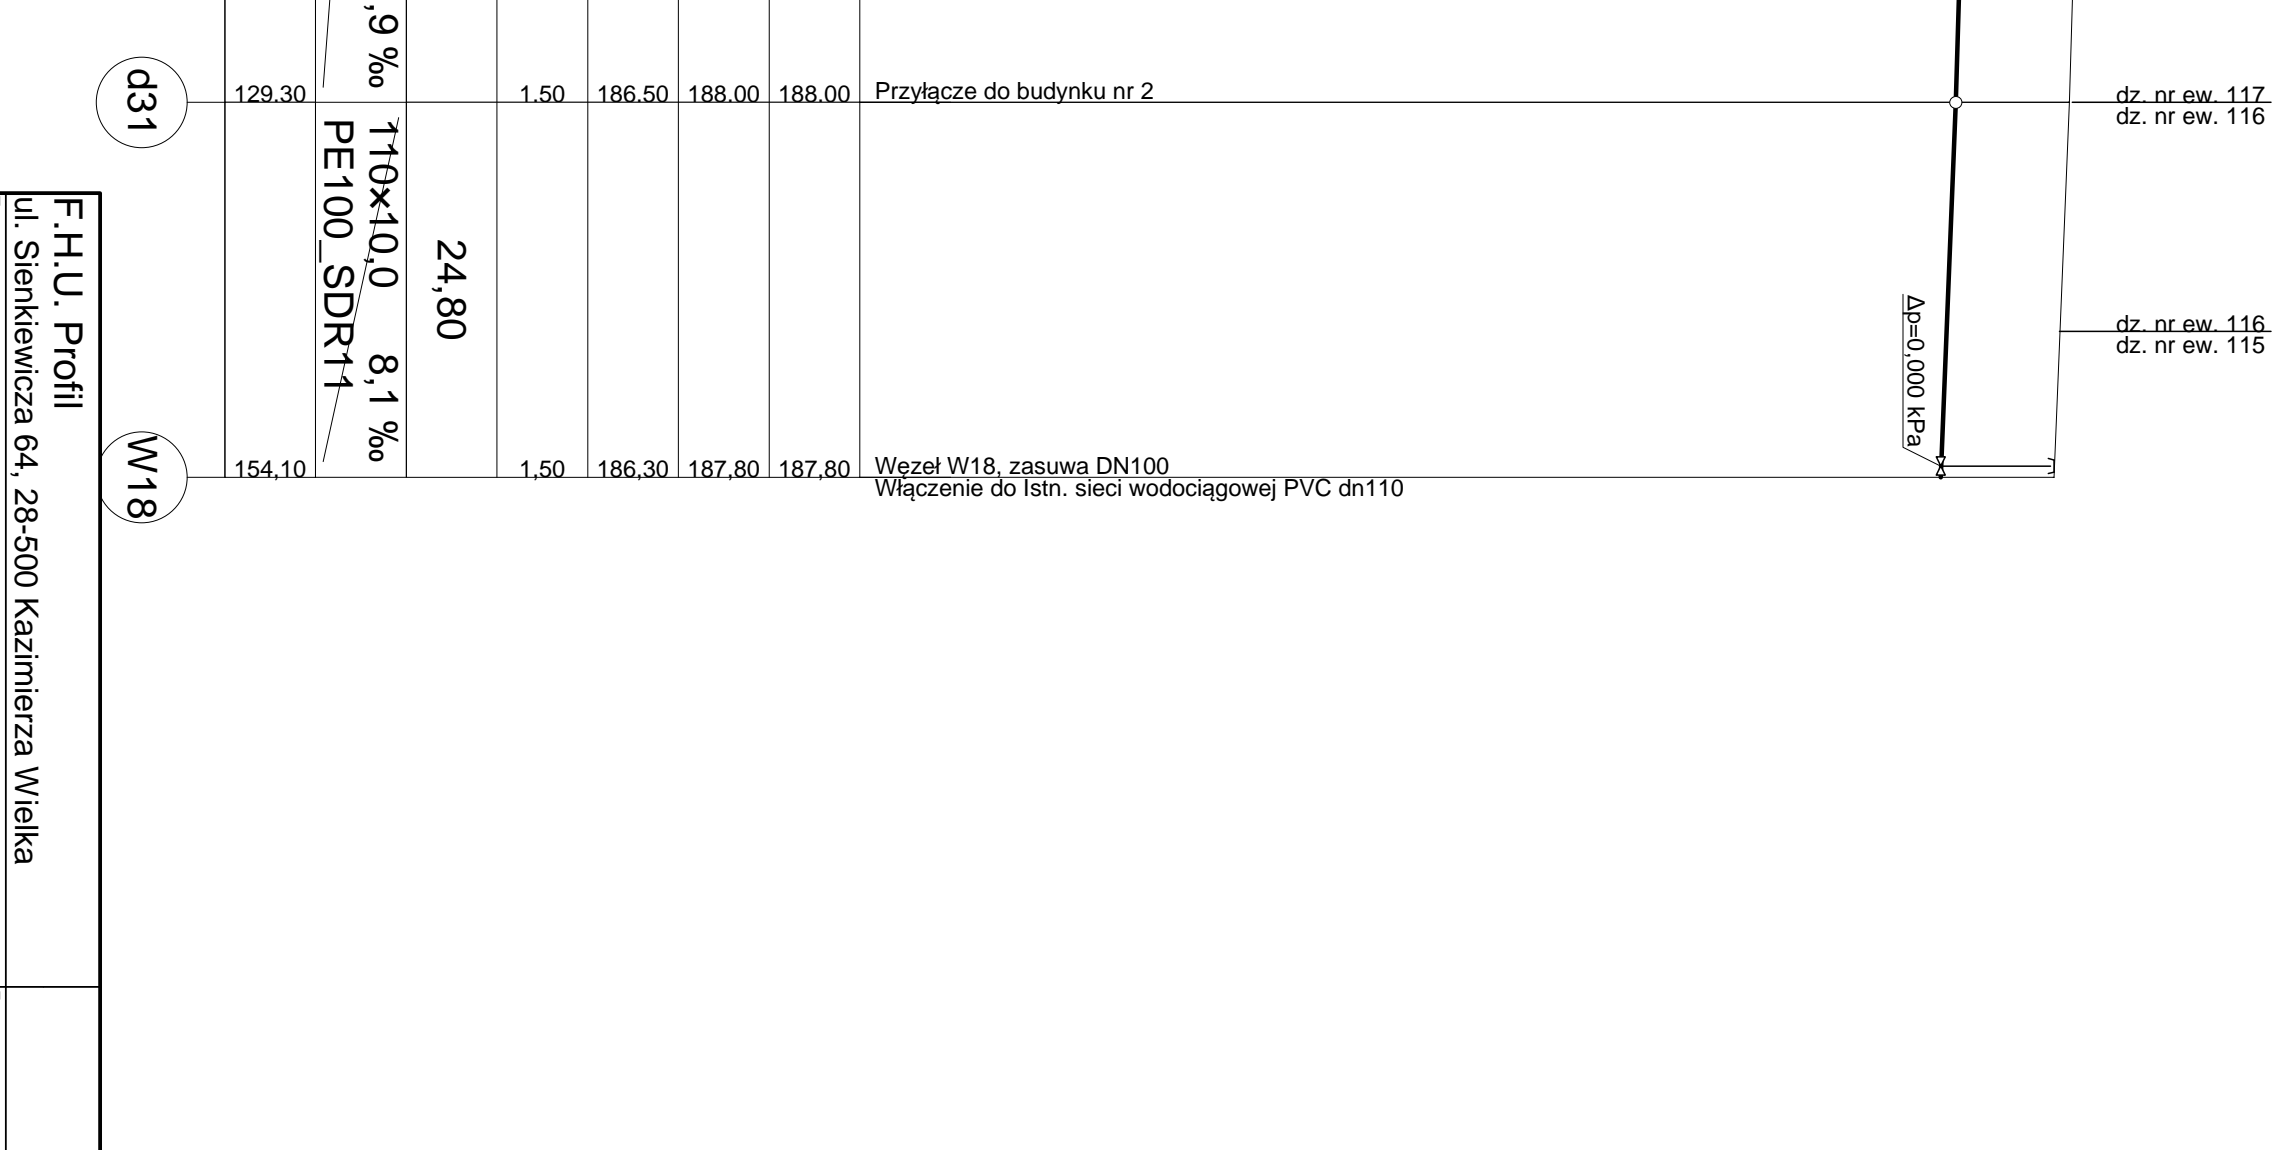 ,9 ‰
d31
129,30
1,50
186,50
188,00
188,00
Przyłącze do budynku nr 2
dz. nr ew. 117
dz. nr ew. 116
110×10,0 8,1 ‰
PE100_SDR11
24,80
Δp=0,000 kPa
dz. nr ew. 116
dz. nr ew. 115
W18
154,10
1,50
186,30
187,80
187,80
Węzeł W18, zasuwa DN100
Włączenie do Istn. sieci wodociągowej PVC dn110
F.H.U. Profil
ul. Sienkiewicza 64, 28-500 Kazimierza Wielka